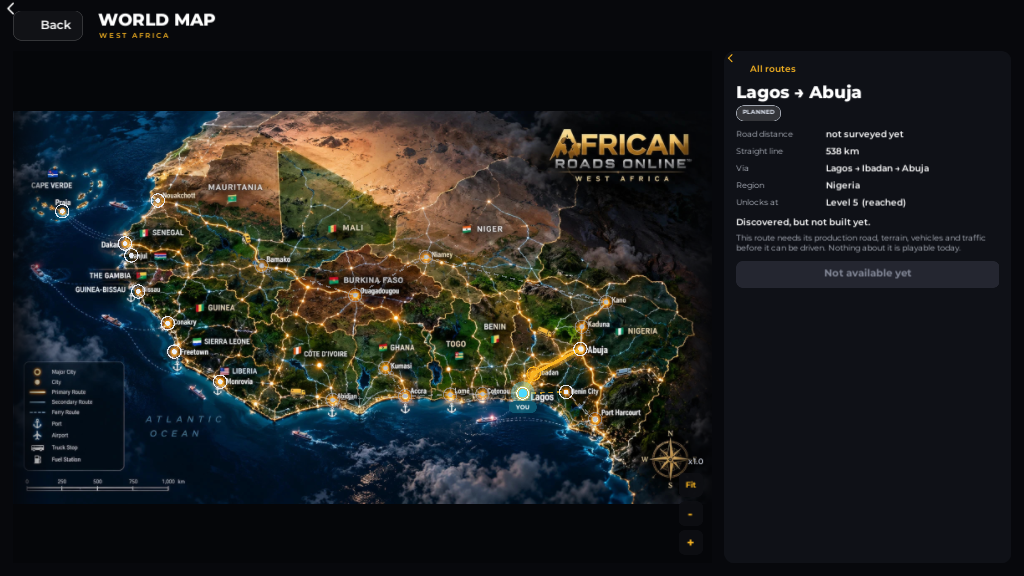 Back
WORLD MAP
WEST AFRICA
All routes
Lagos → Abuja
PLANNED
Road distance not surveyed yet
Straight line 538 km
Via Lagos → Ibadan → Abuja
Region Nigeria
Unlocks at Level 5 (reached)
Discovered, but not built yet.
This route needs its production road, terrain, vehicles and traffic
before it can be driven. Nothing about it is playable today.
Not available yet
AFRICAN
ROADS ONLINE™
WEST AFRICA
CAPE VERDE
Praia
MAURITANIA
Nouakchott
SENEGAL
MALI
NIGER
Bamako
Niamey
THE GAMBIA
GUINEA-BISSAU
BURKINA FASO
Ouagadougou
GUINEA
Conakry
SIERRA LEONE
Freetown
LIBERIA
Monrovia
CÔTE D'IVOIRE
Abidjan
GHANA
Kumasi
Accra
TOGO
Lome
BENIN
Cotonou
Kano
Kaduna
NIGERIA
Abuja
Lagos
YOU
Benin City
Port Harcourt
ATLANTIC
OCEAN
Major City
City
Primary Route
Secondary Route
Ferry Route
Port
Airport
Truck Stop
Fuel Station
0 250 500 750 1,000 km
N
W
S
x1.0
Fit
-
+